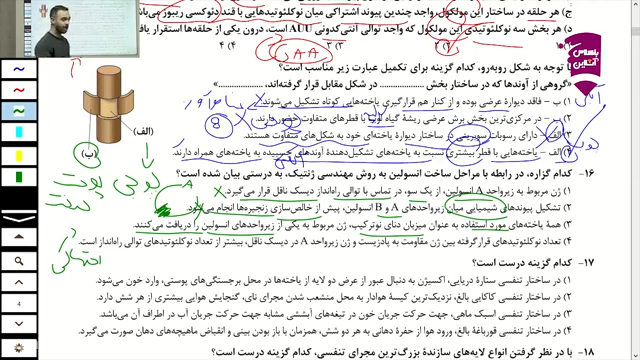 ج) هر حلقه در ساختار این مولکول، واجد چندین پیوند اشتراکی میان نوکلئوتیدهایی با قند دئوکسی ریبوز
د) هر بخش سه نوکلئوتیدی این مولکول که واجد توالی آنتی‌کدونی AUU است، درون یکی از حلقه‌ها استقرار
۱) ۱ ۲) ۲ ۳) ۳ ۴) ۴
UAA
با توجه به شکل روبه‌رو، کدام گزینه برای تکمیل عبارت زیر مناسب است؟
«گروهی از آوندها که در ساختار بخش .................... در شکل مقابل قرار گرفته‌اند، ....................»
۱) ب – فاقد دیوارهٔ عرضی بوده و از کنار هم قرارگیری یاخته‌هایی کوتاه تشکیل می‌شوند.
۲) ب – در مرکزی‌ترین بخش برش عرضی ریشهٔ گیاه لوبیا با قطرهای متفاوت حضور دارند.
۳) الف – دارای رسوبات در ساختار دیوارهٔ یاخته‌ای خود به شکل‌های متفاوت هستند.
۴) الف – یاخته‌هایی با قطر بیشتری نسبت به یاخته‌های تشکیل‌دهندهٔ آوندهای چسبیده به یاخته‌های همراه دارند.
(الف)
(ب)
۱۶- کدام گزاره، در رابطه با مراحل ساخت انسولین به روش مهندسی ژنتیک، به درستی بیان شده است؟
۱) ژن مربوط به زیرواحد A انسولین، از یک سو، در تماس با توالی راه‌انداز دیسک ناقل قرار می‌گیرد.
۲) تشکیل پیوندهای شیمیایی میان زیرواحدهای A و B انسولین، پیش از خالص‌سازی زنجیره‌ها انجام می‌شود.
۳) همهٔ یاخته‌های مورد استفاده به عنوان میزبان دنای نوترکیب، ژن مربوط به یکی از زیرواحدهای انسولین را دریافت می‌کنند.
۴) تعداد نوکلئوتیدهای قرارگرفته بین ژن مقاومت به پادزیست و ژن زیرواحد A در دیسک ناقل، بیشتر از تعداد نوکلئوتیدهای توالی راه‌انداز است.
۱۷- کدام گزینه درست است؟
۱) در ساختار تنفسی ستارهٔ دریایی، اکسیژن به دنبال عبور از عرض دو لایه از یاخته‌ها در محل برجستگی‌های پوستی، وارد خون می‌شود.
۲) در ساختار تنفسی کاکایی بالغ، نزدیک‌ترین کیسهٔ هوادار به محل منشعب شدن مجرای نای، گنجایش هوایی بیشتری از هر شش دارد.
۳) در ساختار تنفسی اسبک ماهی، جهت حرکت جریان خون در تیغه‌های آبششی مشابه جهت حرکت جریان آب در اطراف آن می‌باشد.
۴) در ساختار تنفسی قورباغهٔ بالغ، ورود هوا از حفرهٔ دهانی به هر دو شش، همزمان با باز بودن بینی و انقباض ماهیچه‌های دهان صورت می‌گیرد.
۱۸- با در نظر گرفتن انواع لایه‌های سازندهٔ بزرگ‌ترین مجرای تنفسی، کدام گزینه درست است؟